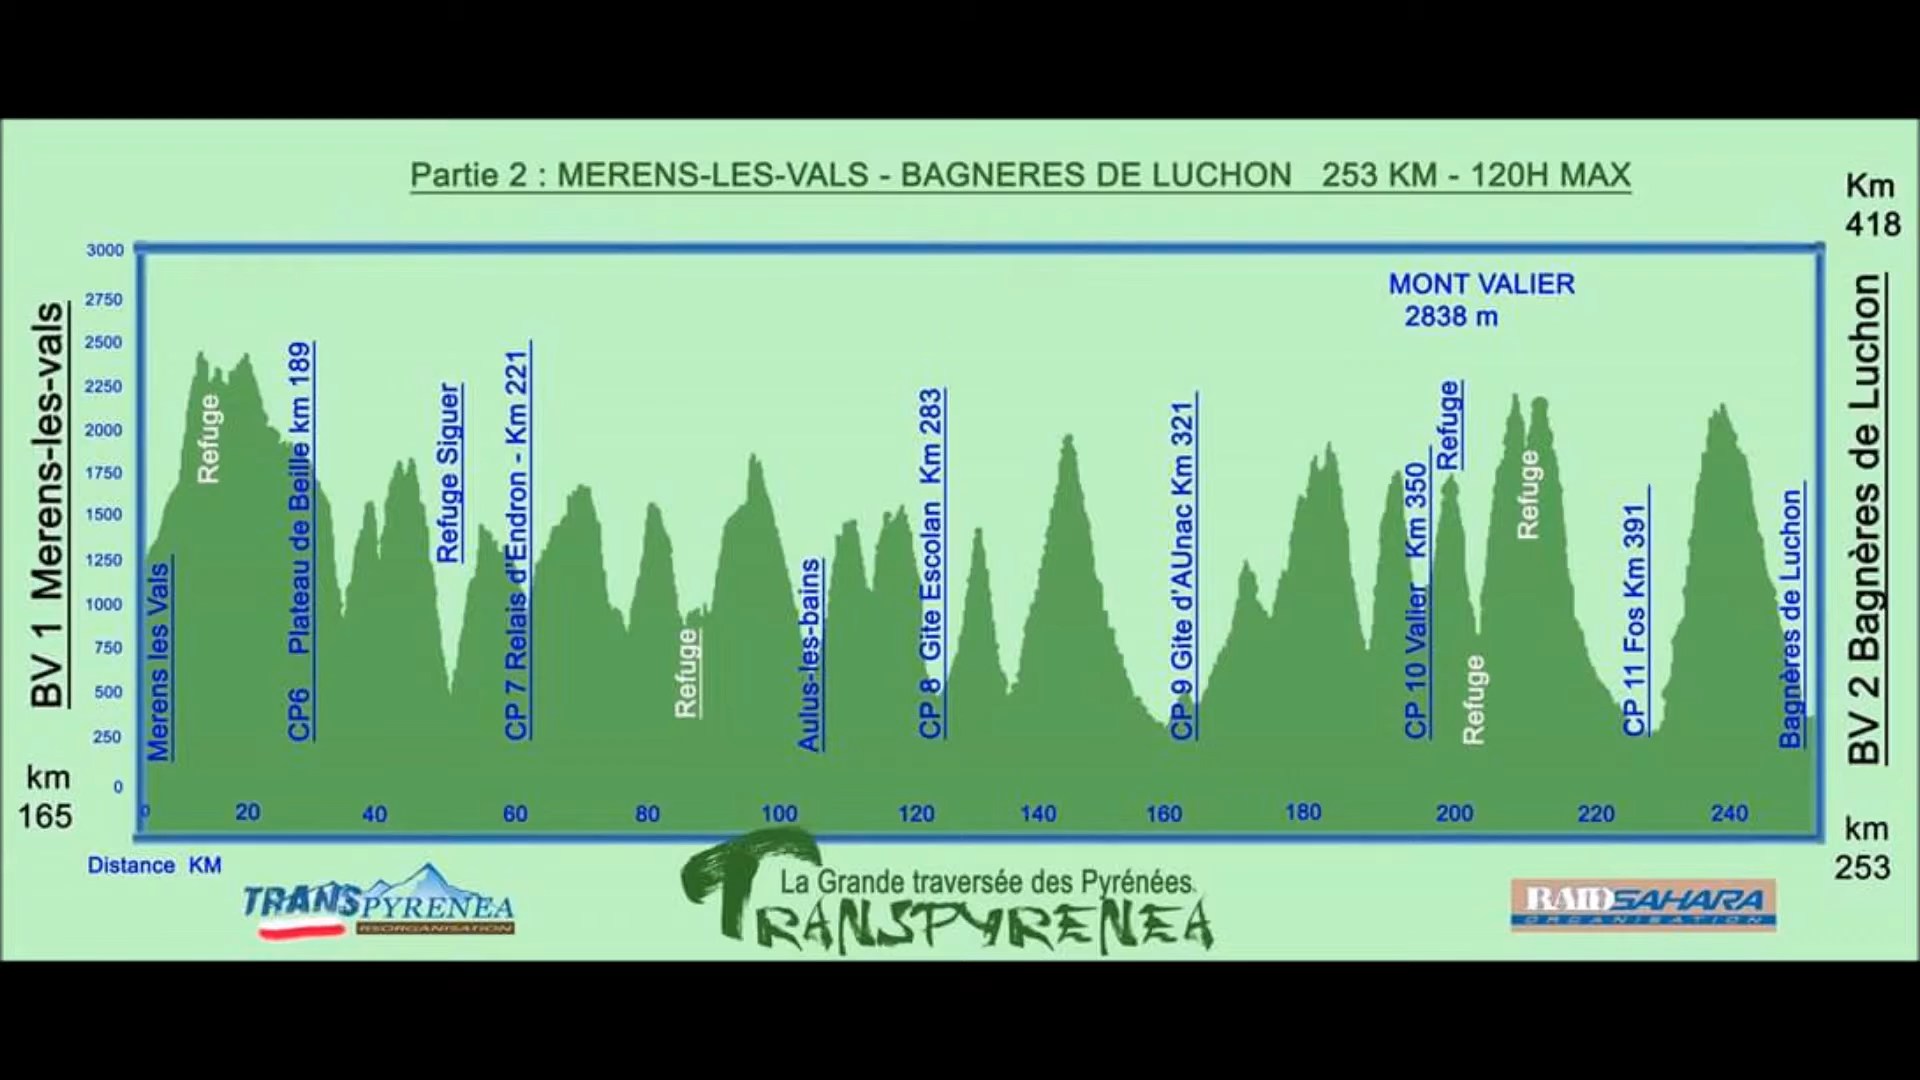 Partie 2 : MERENS-LES-VALS - BAGNERES DE LUCHON 253 KM - 120H MAX
Km
418
3000
2750
2500
2250
2000
1750
1500
1250
1000
750
500
250
0
BV 1 Merens-les-vals
km
165
MONT VALIER
2838 m
Merens les Vals
Refuge
CP6 Plateau de Beille km 189
Refuge Siguer
CP 7 Relais d'Endron - Km 221
Refuge
Aulus-les-bains
CP 8 Gite Escolan Km 283
CP 9 Gite d'AUnac Km 321
CP 10 Valier Km 350
Refuge
Refuge
Refuge
CP 11 Fos Km 391
Bagnères de Luchon
BV 2 Bagnères de Luchon
km
253
0 20 40 60 80 100 120 140 160 180 200 220 240
Distance KM
TRANSPYRENEA
RSORGANISATION
La Grande traversée des Pyrénées
TRANSPYRENEA
RAID SAHARA
ORGANISATION